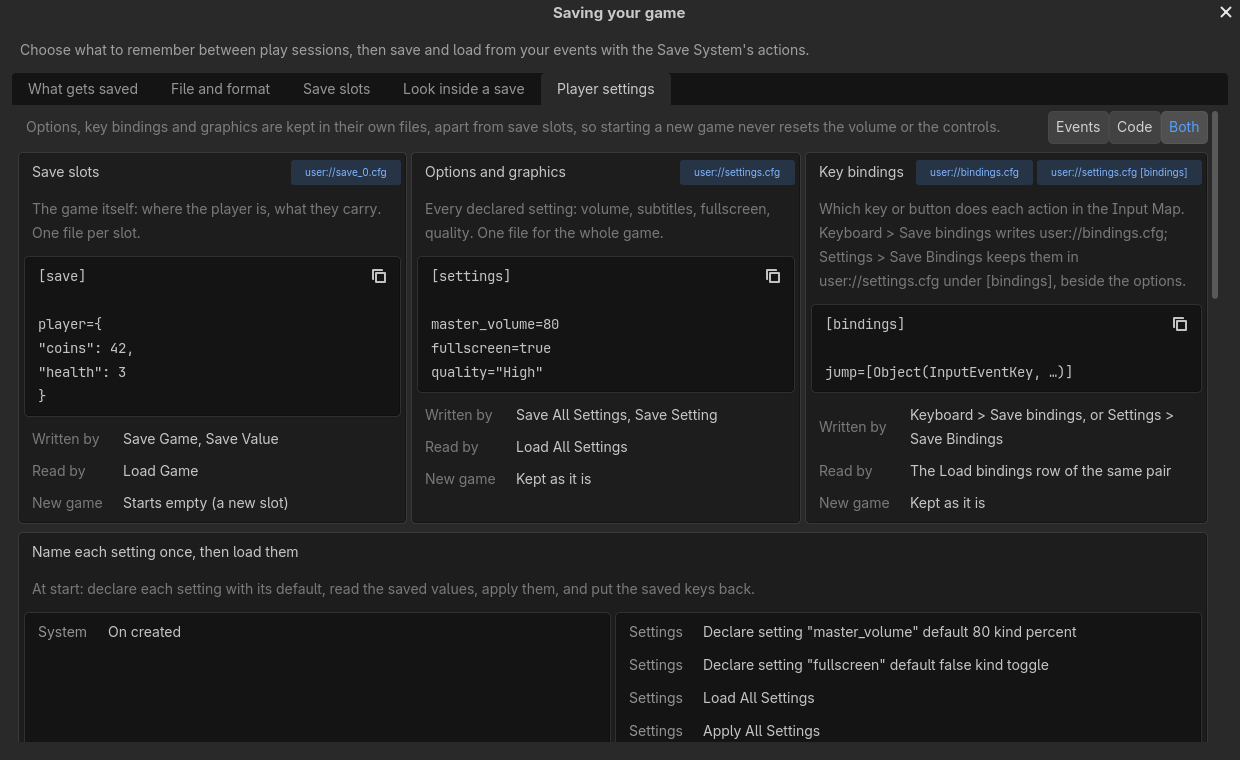 Saving your game
Choose what to remember between play sessions, then save and load from your events with the Save System's actions.
What gets saved
File and format
Save slots
Look inside a save
Player settings
Options, key bindings and graphics are kept in their own files, apart from save slots, so starting a new game never resets the volume or the controls.
Events
Code
Both
Save slots
user://save_0.cfg
The game itself: where the player is, what they carry.
One file per slot.
[save]
player={
"coins": 42,
"health": 3
}
Written by
Save Game, Save Value
Read by
Load Game
New game
Starts empty (a new slot)
Options and graphics
user://settings.cfg
Every declared setting: volume, subtitles, fullscreen,
quality. One file for the whole game.
[settings]
master_volume=80
fullscreen=true
quality="High"
Written by
Save All Settings, Save Setting
Read by
Load All Settings
New game
Kept as it is
Key bindings
user://bindings.cfg
user://settings.cfg [bindings]
Which key or button does each action in the Input Map.
Keyboard > Save bindings writes user://bindings.cfg;
Settings > Save Bindings keeps them in
user://settings.cfg under [bindings], beside the options.
[bindings]
jump=[Object(InputEventKey, …)]
Written by
Keyboard > Save bindings, or Settings >
Save Bindings
Read by
The Load bindings row of the same pair
New game
Kept as it is
Name each setting once, then load them
At start: declare each setting with its default, read the saved values, apply them, and put the saved keys back.
System
On created
Settings
Declare setting "master_volume" default 80 kind percent
Settings
Declare setting "fullscreen" default false kind toggle
Settings
Load All Settings
Settings
Apply All Settings